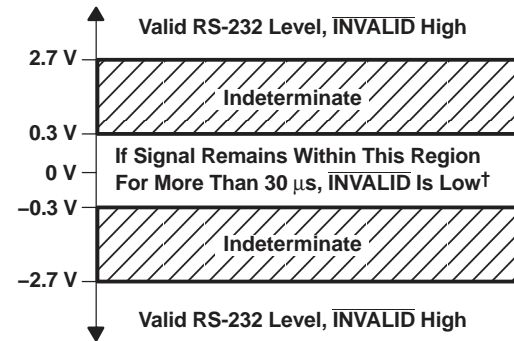 Valid RS-232 Level, INVALID High
2.7 V
Indeterminate
0.3 V
If Signal Remains Within This Region
0 V
For More Than 30 μs, INVALID Is Low†
–0.3 V
Indeterminate
–2.7 V
Valid RS-232 Level, INVALID High